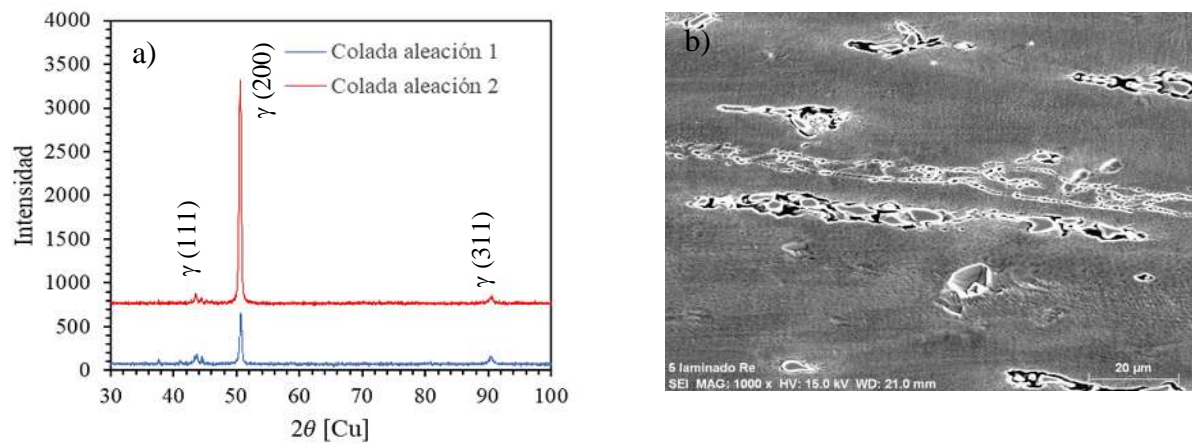 a)
4000
3500
3000
2500
2000
1500
1000
500
0
Intensidad
Colada aleación 1
Colada aleación 2
γ (111)
γ (200)
γ (311)
30
40
50
60
70
80
90
100
2θ [Cu]
b)
5 laminado Re
SEI MAG: 1000 x HV: 15.0 kV WD: 21.0 mm
20 µm